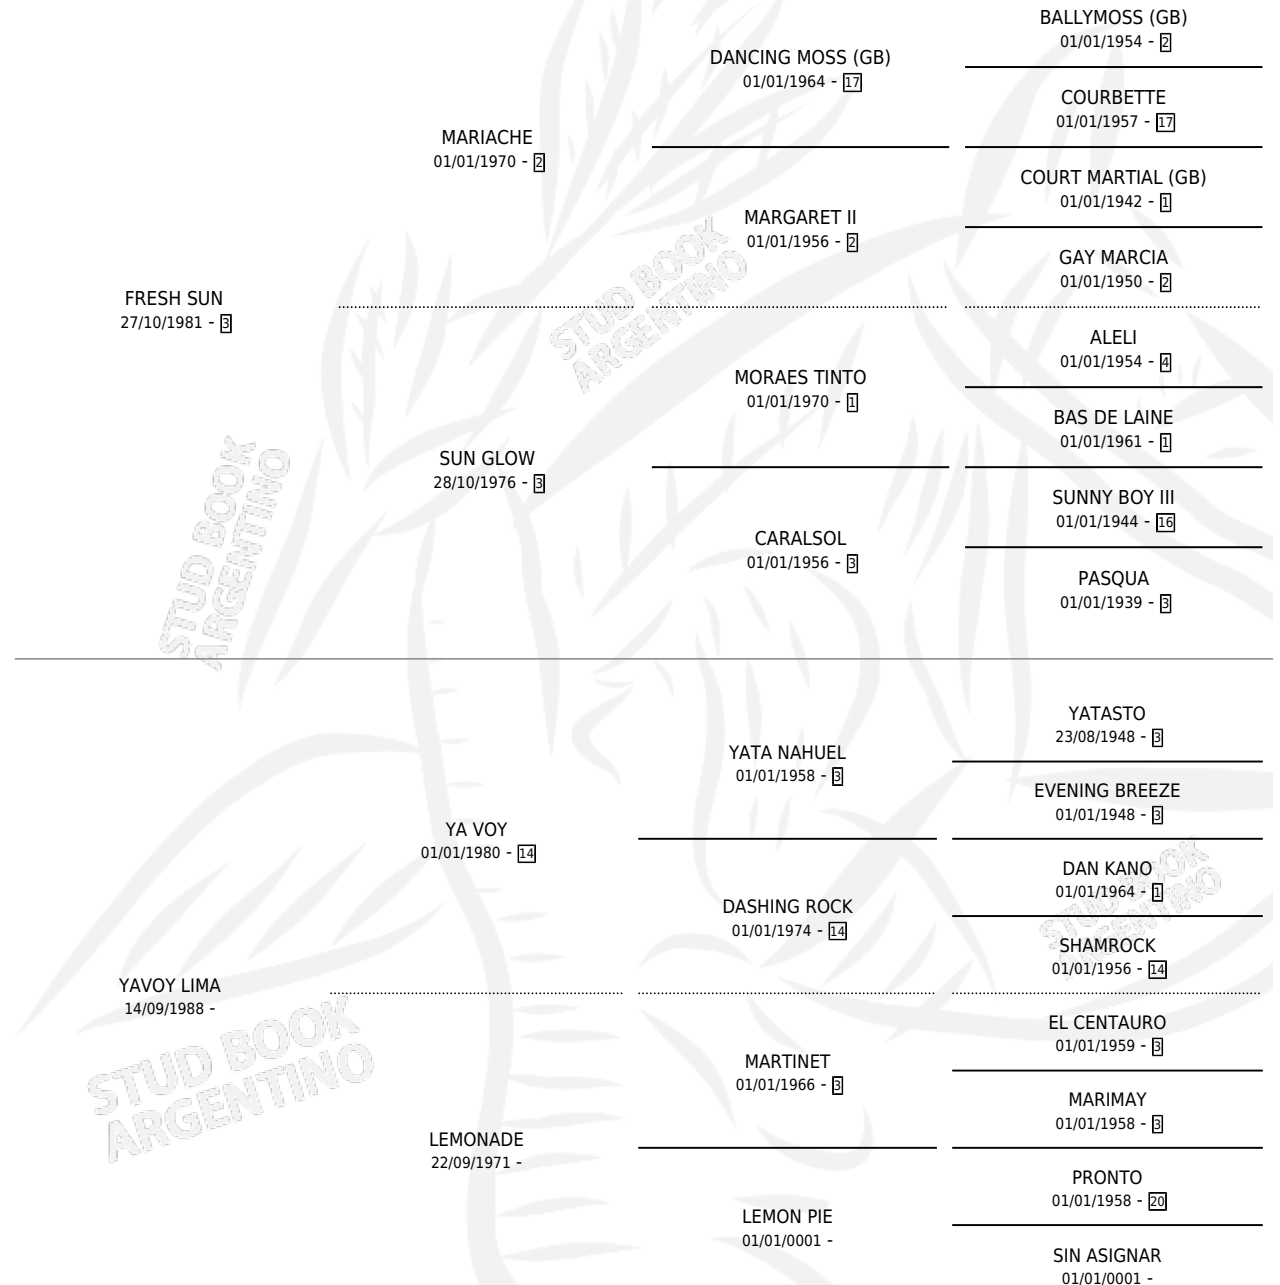 BALLYMOSS (GB)
01/01/1954 - 2
DANCING MOSS (GB)
01/01/1964 - 17
COURBETTE
01/01/1957 - 17
MARIACHE
01/01/1970 - 2
COURT MARTIAL (GB)
01/01/1942 - 1
MARGARET II
01/01/1956 - 2
GAY MARCIA
01/01/1950 - 2
FRESH SUN
27/10/1981 - 3
ALELI
01/01/1954 - 4
MORAES TINTO
01/01/1970 - 1
BAS DE LAINE
01/01/1961 - 1
SUN GLOW
28/10/1976 - 3
SUNNY BOY III
01/01/1944 - 16
CARALSOL
01/01/1956 - 3
PASQUA
01/01/1939 - 3
YATASTO
23/08/1948 - 3
YATA NAHUEL
01/01/1958 - 3
EVENING BREEZE
01/01/1948 - 3
YA VOY
01/01/1980 - 14
DAN KANO
01/01/1964 - 1
DASHING ROCK
01/01/1974 - 14
SHAMROCK
01/01/1956 - 14
YAVOY LIMA
14/09/1988 -
EL CENTAURO
01/01/1959 - 3
MARTINET
01/01/1966 - 3
MARIMAY
01/01/1958 - 3
LEMONADE
22/09/1971 -
PRONTO
01/01/1958 - 20
LEMON PIE
01/01/0001 -
SIN ASIGNAR
01/01/0001 -
STUD BOOK
ARGENTINO
STUD BOOK
ARGENTINO
STUD BOOK
ARGENTINO
STUD BOOK
ARGENTINO